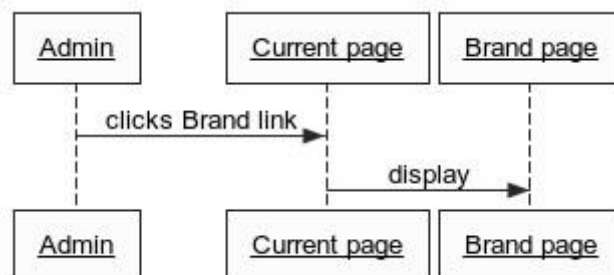 Admin
Current page
Brand page
clicks Brand link
display
Admin
Current page
Brand page